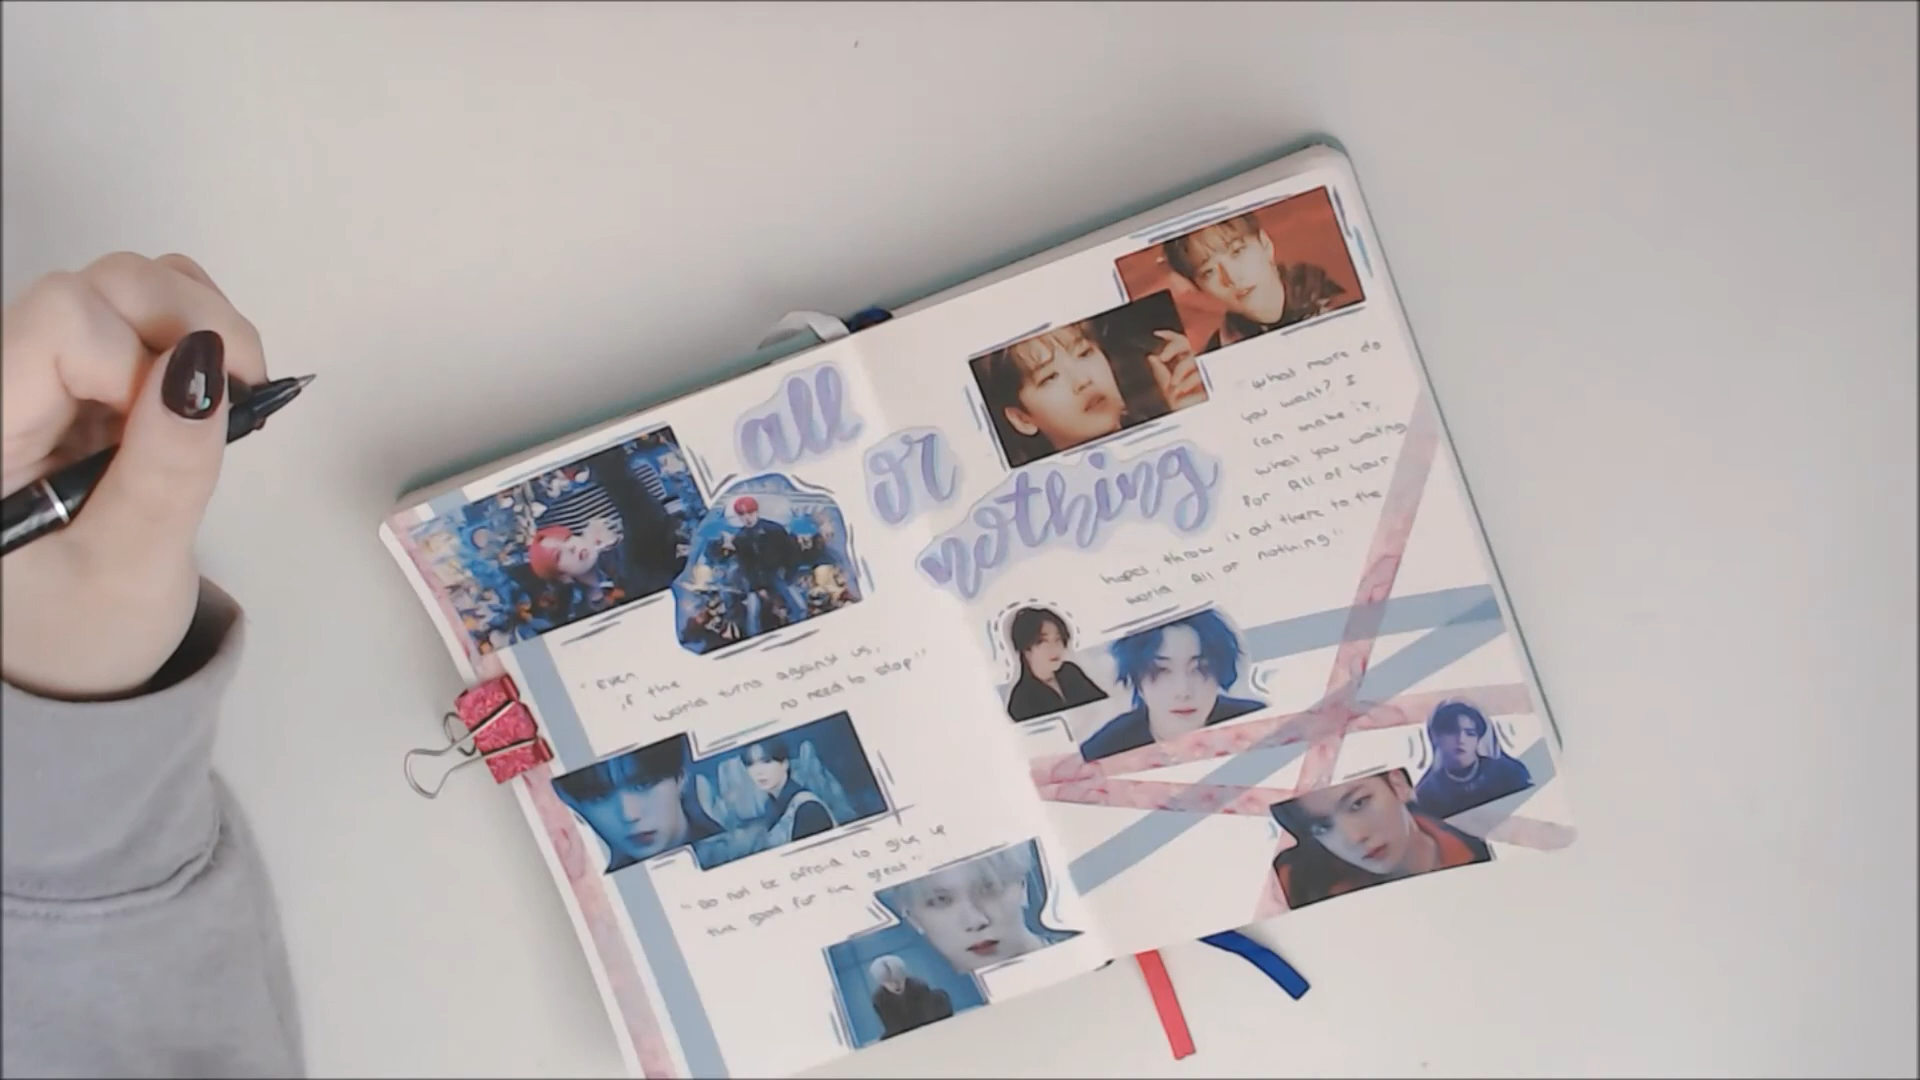 all
or
nothing
"What more do
you want? I
can make it,
what you waiting
for All of your
hopes, throw it out there to the
world All or nothing"
"Even
if the
world turns against us,
no need to stop"
"Do not be afraid to give up
the good for the great"